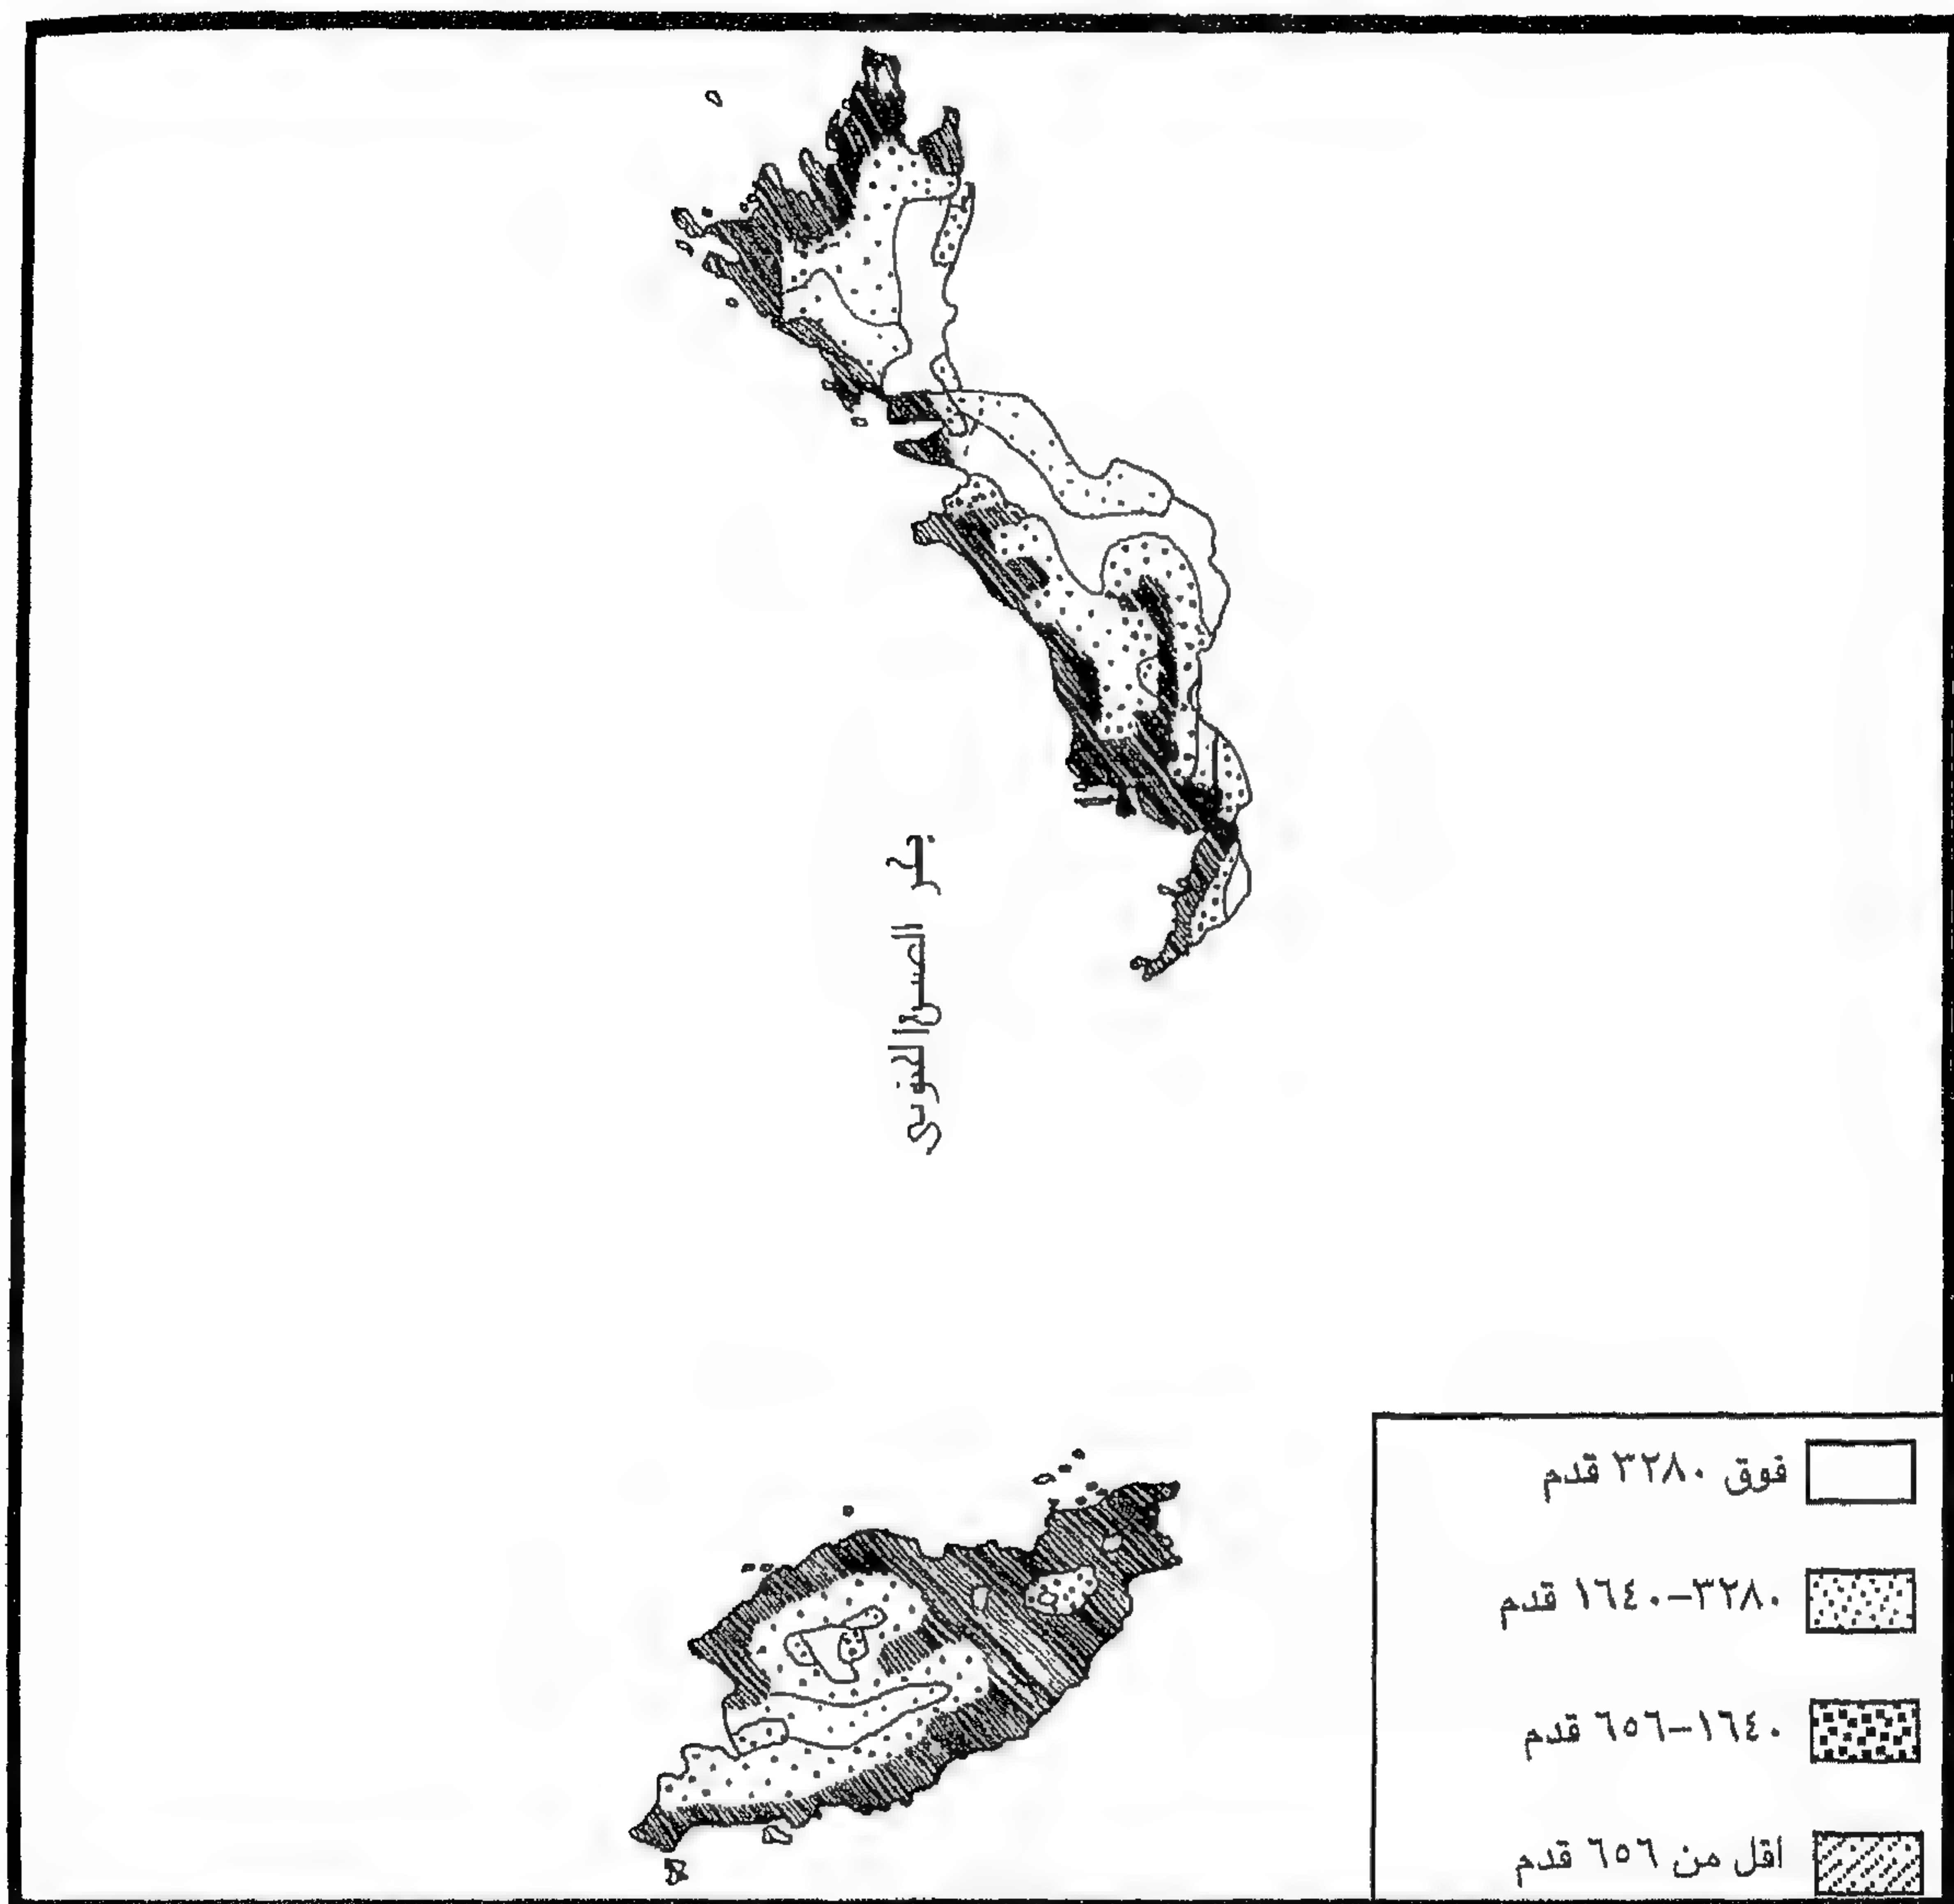 بحر الصين الجنوبي
فوق ٣٢٨٠ قدم
٣٢٨٠-١٦٤٠ قدم
١٦٤٠-٦٥٦ قدم
اقل من ٦٥٦ قدم